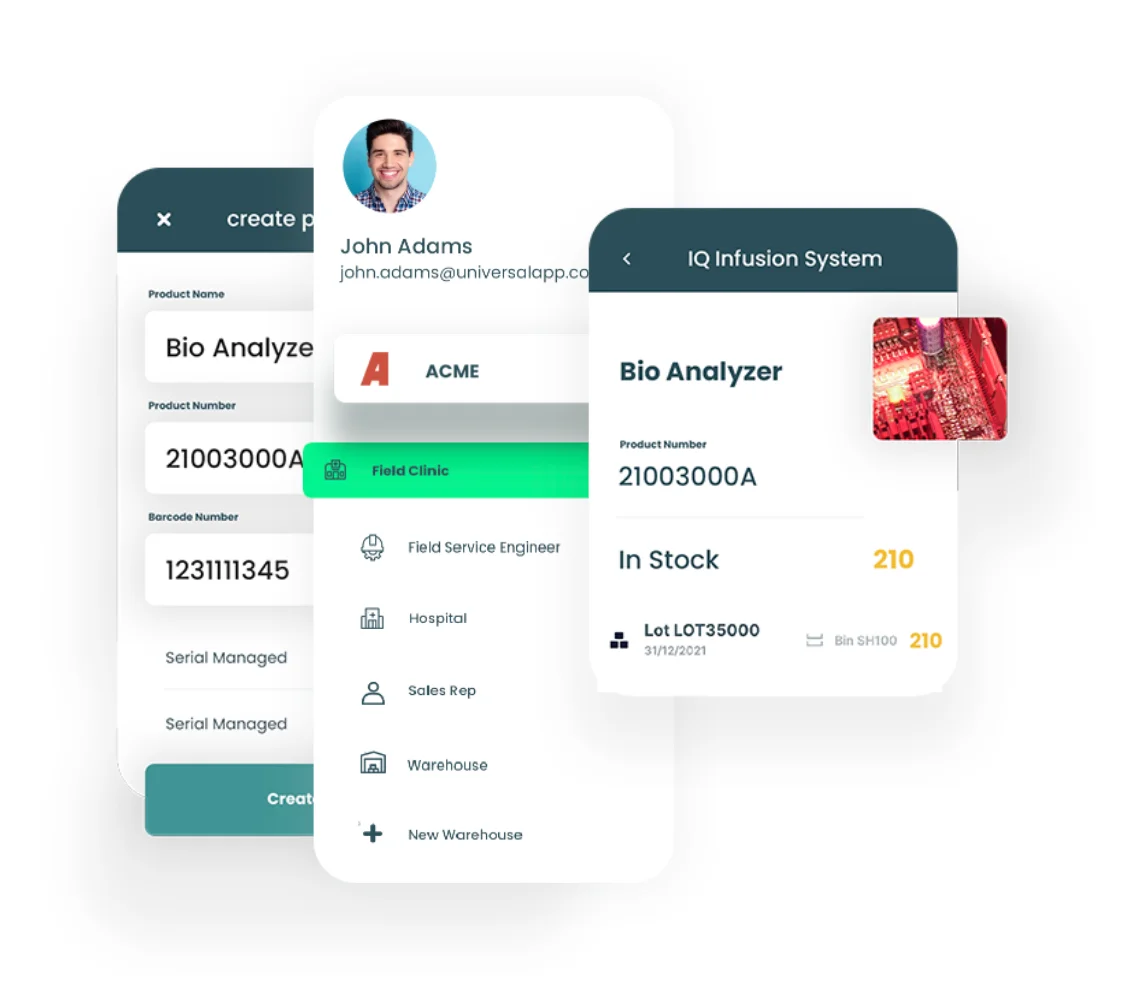 create p
Product Name
Bio Analyze
Product Number
21003000A
Barcode Number
1231111345
Serial Managed
Serial Managed
Create
John Adams
john.adams@universalapp.co
A ACME
Field Clinic
Field Service Engineer
Hospital
Sales Rep
Warehouse
New Warehouse
IQ Infusion System
Bio Analyzer
Product Number
21003000A
In Stock 210
Lot LOT35000 Bin SH100 210
31/12/2021